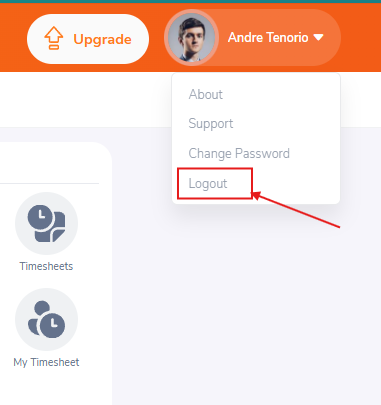 Upgrade
Andre Tenorio
About
Support
Change Password
Logout
Timesheets
My Timesheet